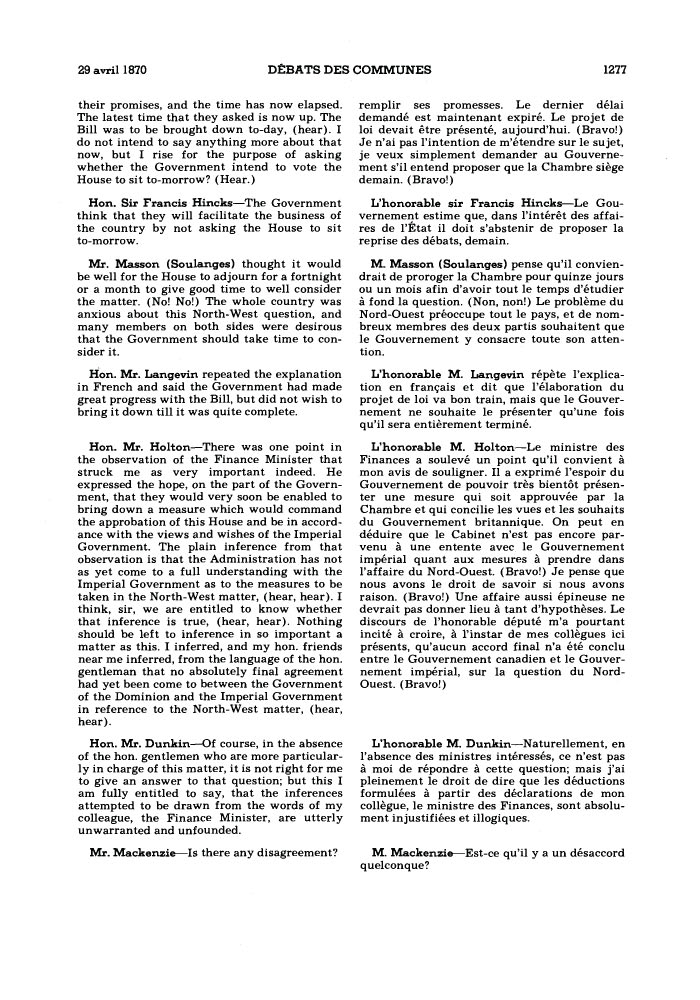 29 avril 1870 DÉBATS DES COMMUNES 1277
their promises, and the time has now elapsed.
The latest time that they asked is now up. The
Bill was to be brought down to-day, (hear). I
do not intend to say anything more about that
now, but I rise for the purpose of asking
whether the Government intend to vote the
House to sit to-morrow? (Hear.)
Hon. Sir Francis Hincks—The Government
think that they will facilitate the business of
the country by not asking the House to sit
to-morrow.
Mr. Masson (Soulanges) thought it would
be well for the House to adjourn for a fortnight
or a month to give good time to well consider
the matter. (No! No!) The whole country was
anxious about this North-West question, and
many members on both sides were desirous
that the Government should take time to con-
sider it.
Hon. Mr. Langevin repeated the explanation
in French and said the Government had made
great progress with the Bill, but did not wish to
bring it down till it was quite complete.
Hon. Mr. Holton—There was one point in
the observation of the Finance Minister that
struck me as very important indeed. He
expressed the hope, on the part of the Govern-
ment, that they would very soon be enabled to
bring down a measure which would command
the approbation of this House and be in accord-
ance with the views and wishes of the Imperial
Government. The plain inference from that
observation is that the Administration has not
as yet come to a full understanding with the
Imperial Government as to the measures to be
taken in the North-West matter, (hear, hear). I
think, sir, we are entitled to know whether
that inference is true, (hear, hear). Nothing
should be left to inference in so important a
matter as this. I inferred, and my hon. friends
near me inferred, from the language of the hon.
gentleman that no absolutely final agreement
had yet been come to between the Government
of the Dominion and the Imperial Government
in reference to the North-West matter, (hear,
hear).
Hon. Mr. Dunkin—Of course, in the absence
of the hon. gentlemen who are more particular-
ly in charge of this matter, it is not right for me
to give an answer to that question; but this I
am fully entitled to say, that the inferences
attempted to be drawn from the words of my
colleague, the Finance Minister, are utterly
unwarranted and unfounded.
Mr. Mackenzie—Is there any disagreement?
remplir ses promesses. Le dernier délai
demandé est maintenant expiré. Le projet de
loi devait être présenté, aujourd'hui. (Bravo!)
Je n'ai pas l'intention de m'étendre sur le sujet,
je veux simplement demander au Gouverne-
ment s'il entend proposer que la Chambre siège
demain. (Bravo!)
L'honorable sir Francis Hincks—Le Gou-
vernement estime que, dans l'intérêt des affai-
res de l'État il doit s'abstenir de proposer la
reprise des débats, demain.
M. Masson (Soulanges) pense qu'il convien-
drait de proroger la Chambre pour quinze jours
ou un mois afin d'avoir tout le temps d'étudier
à fond la question. (Non, non!) Le problème du
Nord-Ouest préoccupe tout le pays, et de nom-
breux membres des deux partis souhaitent que
le Gouvernement y consacre toute son atten-
tion.
L'honorable M. Langevin répète l'explica-
tion en français et dit que l'élaboration du
projet de loi va bon train, mais que le Gouver-
nement ne souhaite le présenter qu'une fois
qu'il sera entièrement terminé.
L'honorable M. Holton—Le ministre des
Finances a soulevé un point qu'il convient à
mon avis de souligner. Il a exprimé l'espoir du
Gouvernement de pouvoir très bientôt présen-
ter une mesure qui soit approuvée par la
Chambre et qui concilie les vues et les souhaits
du Gouvernement britannique. On peut en
déduire que le Cabinet n'est pas encore par-
venu à une entente avec le Gouvernement
impérial quant aux mesures à prendre dans
l'affaire du Nord-Ouest. (Bravo!) Je pense que
nous avons le droit de savoir si nous avons
raison. (Bravo!) Une affaire aussi épineuse ne
devrait pas donner lieu à tant d'hypothèses. Le
discours de l'honorable député m'a pourtant
incité à croire, à l'instar de mes collègues ici
présents, qu'aucun accord final n'a été conclu
entre le Gouvernement canadien et le Gouver-
nement impérial, sur la question du Nord-
Ouest. (Bravo!)
L'honorable M. Dunkin—Naturellement, en
l'absence des ministres intéressés, ce n'est pas
à moi de répondre à cette question; mais j'ai
pleinement le droit de dire que les déductions
formulées à partir des déclarations de mon
collègue, le ministre des Finances, sont absolu-
ment injustifiées et illogiques.
M. Mackenzie—Est-ce qu'il y a un désaccord
quelconque?